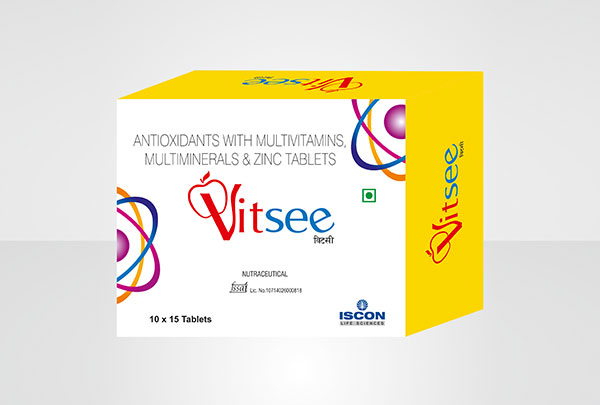 Vitsee
ANTIOXIDANTS WITH MULTIVITAMINS,
MULTIMINERALS & ZINC TABLETS
Vitsee
विटसी
NUTRACEUTICAL
fssai
Lic. No.10714026000818
10 x 15 Tablets
ISCON
LIFE SCIENCES
Vitsee
विटसी